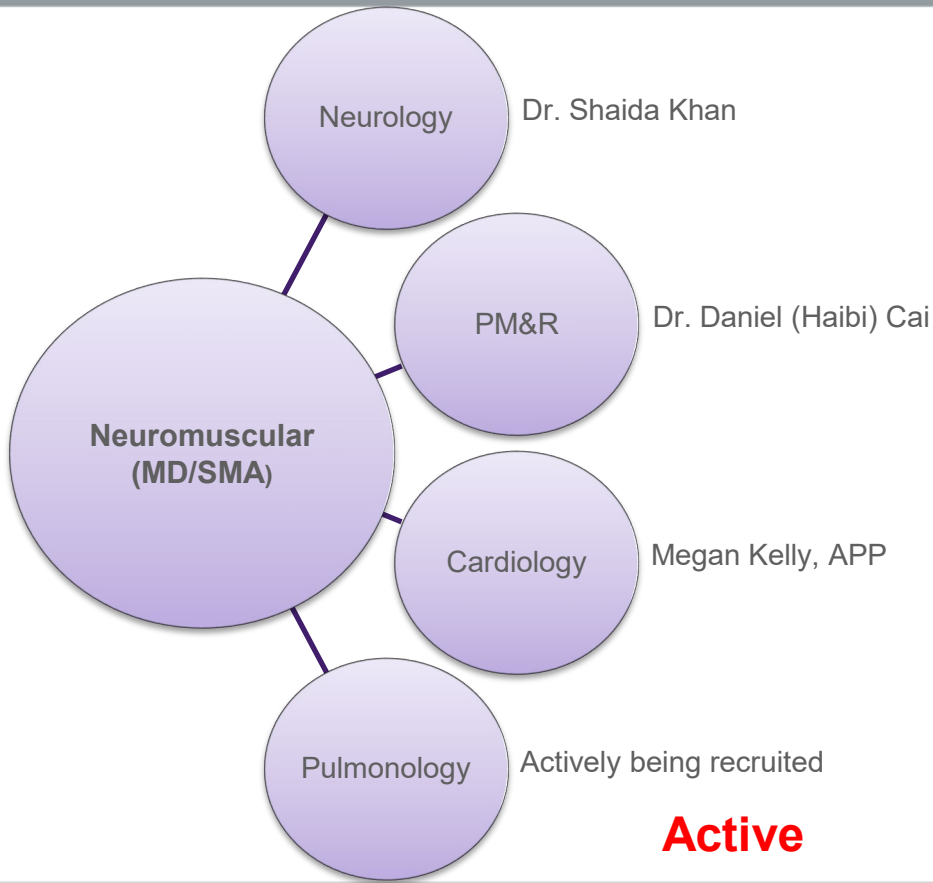 Neurology
Dr. Shaida Khan
PM&R
Dr. Daniel (Haibi) Cai
Neuromuscular
(MD/SMA)
Cardiology
Megan Kelly, APP
Pulmonology
Actively being recruited
Active